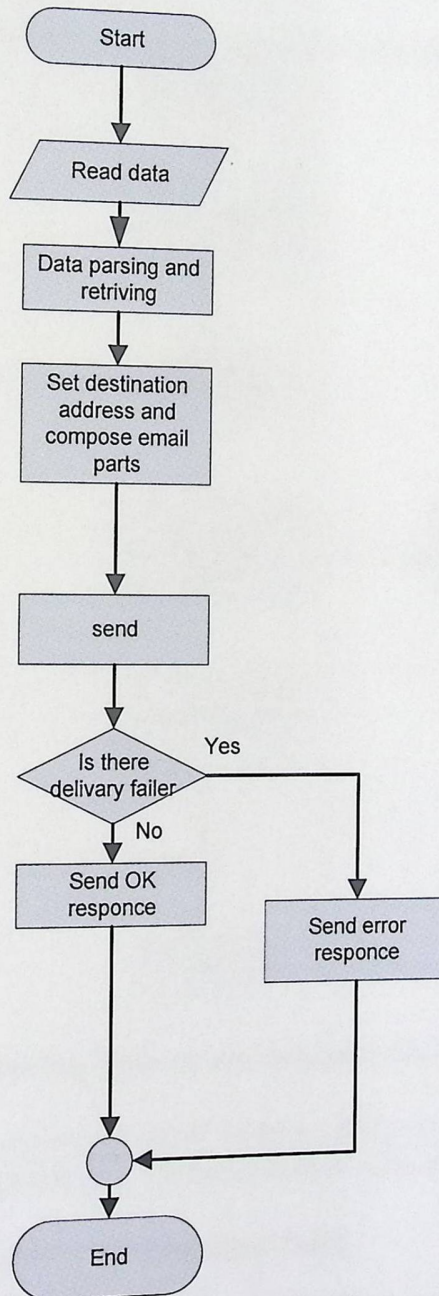 Start
Read data
Data parsing and
retriving
Set destination
address and
compose email
parts
send
Is there
delivary failer
Yes
No
Send OK
responce
Send error
responce
End